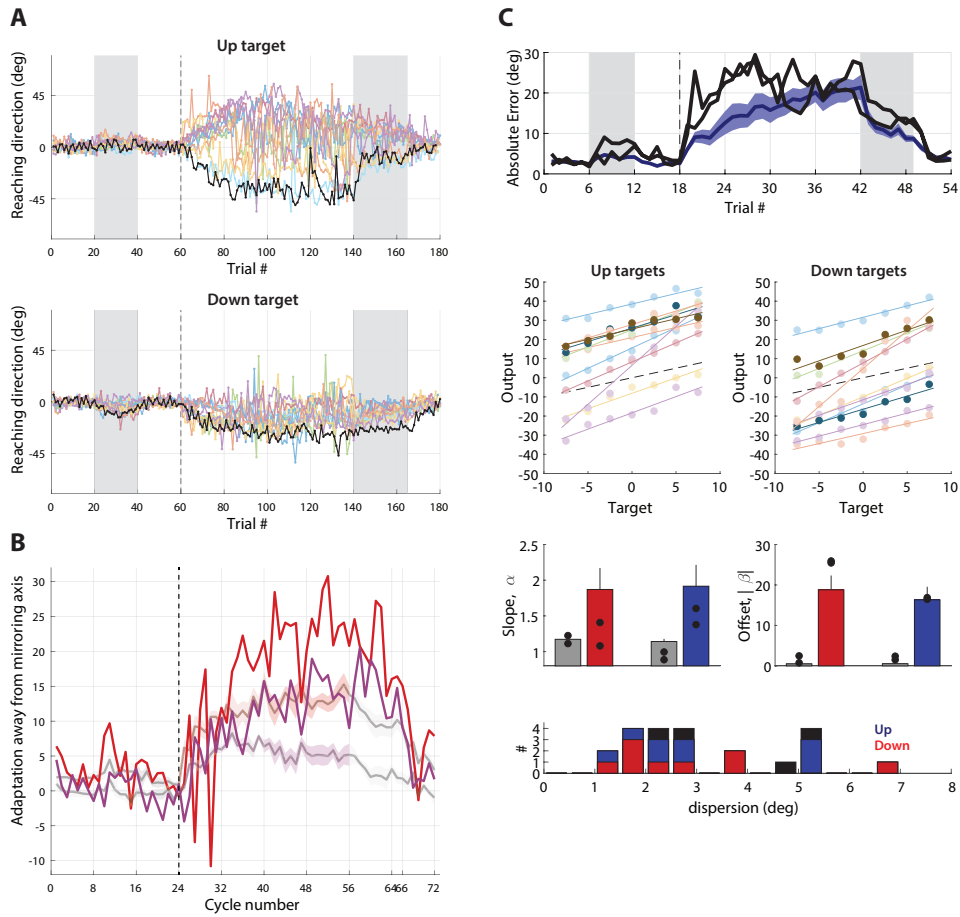 A
Up target
Reaching direction (deg)
45
0
-45
0 20 40 60 80 100 120 140 160 180
Trial #
Down target
Reaching direction (deg)
45
0
-45
0 20 40 60 80 100 120 140 160 180
Trial #
B
Adaptation away from mirroring axis
30
25
20
15
10
5
0
-5
-10
0 8 16 24 32 40 48 56 64 66 72
Cycle number
C
Absolute Error (deg)
30
20
10
0
0 6 12 18 24 30 36 42 48 54
Trial #
Up targets
Output
50
40
30
20
10
0
-10
-20
-30
-40
-50
-10 -5 0 5 10
Target
Down targets
Output
50
40
30
20
10
0
-10
-20
-30
-40
-50
-10 -5 0 5 10
Target
Slope, α
2.5
2
1.5
1
Offset, |β|
30
20
10
0
#
4
3
2
1
0
Up
Down
0 1 2 3 4 5 6 7 8
dispersion (deg)